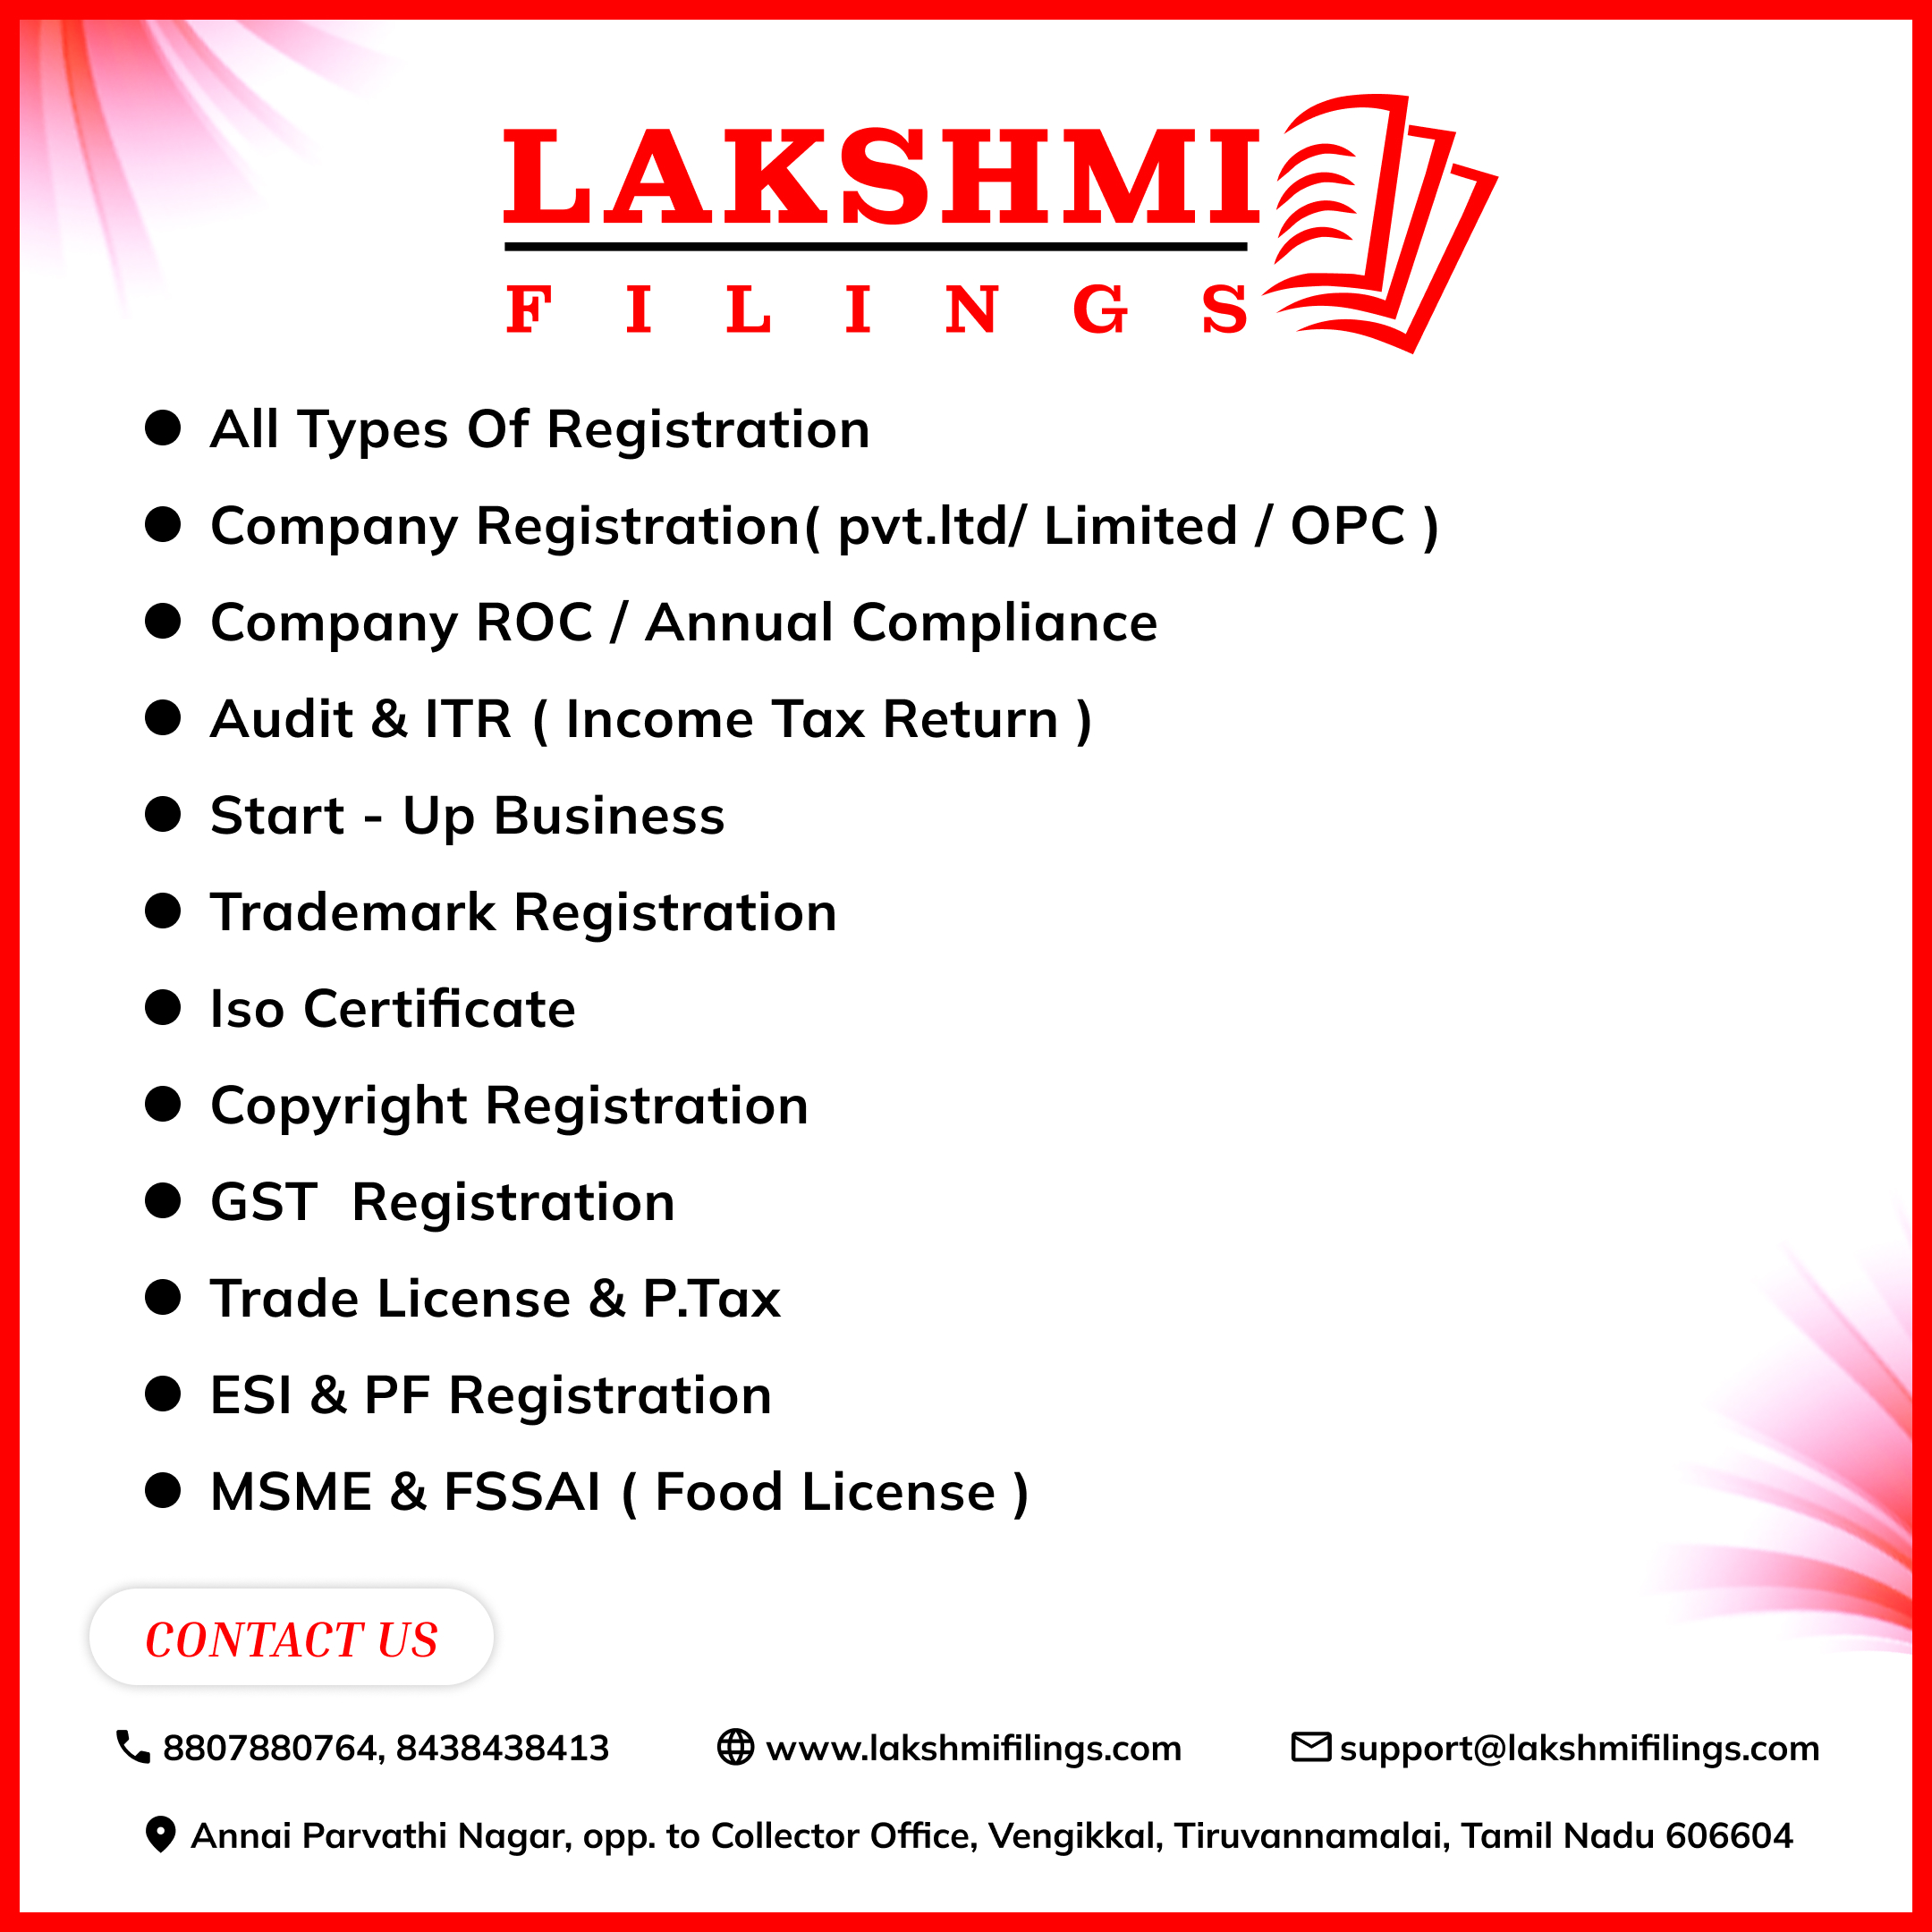 LAKSHMI
FILINGS
All Types Of Registration
Company Registration( pvt.ltd/ Limited / OPC )
Company ROC / Annual Compliance
Audit & ITR ( Income Tax Return )
Start - Up Business
Trademark Registration
Iso Certificate
Copyright Registration
GST  Registration
Trade License & P.Tax
ESI & PF Registration
MSME & FSSAI ( Food License )
CONTACT US
8807880764, 8438438413
www.lakshmifilings.com
support@lakshmifilings.com
Annai Parvathi Nagar, opp. to Collector Office, Vengikkal, Tiruvannamalai, Tamil Nadu 606604